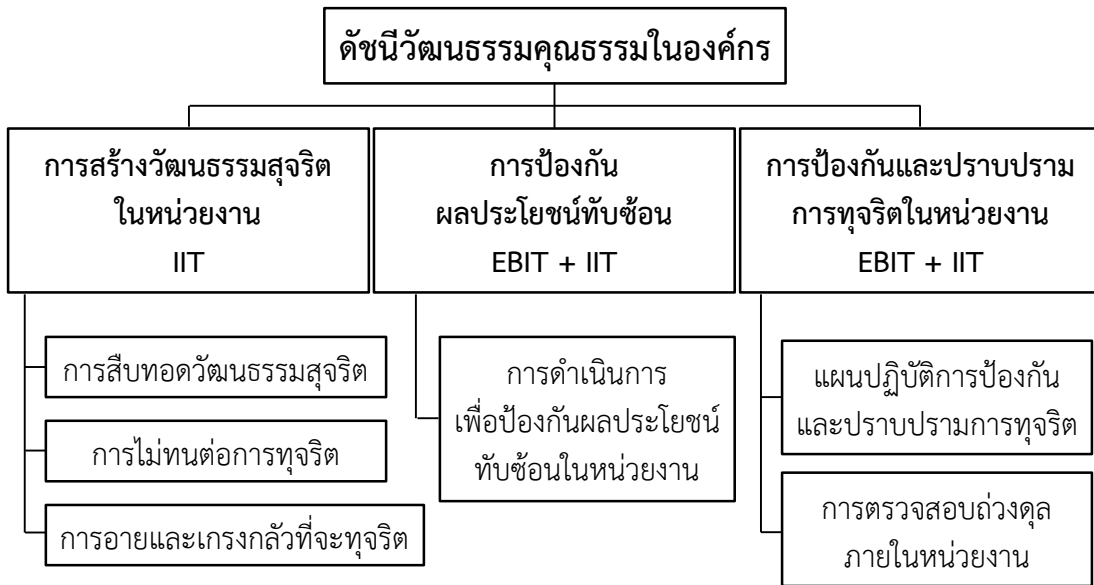 ดัชนีวัฒนธรรมคุณธรรมในองค์กร
การสร้างวัฒนธรรมสุจริต
ในหน่วยงาน
IIT
การป้องกัน
ผลประโยชน์ทับซ้อน
EBIT + IIT
การป้องกันและปราบปราม
การทุจริตในหน่วยงาน
EBIT + IIT
การสืบทอดวัฒนธรรมสุจริต
การไม่ทนต่อการทุจริต
การอายและเกรงกลัวที่จะทุจริต
การดำเนินการ
เพื่อป้องกันผลประโยชน์
ทับซ้อนในหน่วยงาน
แผนปฏิบัติการป้องกัน
และปราบปรามการทุจริต
การตรวจสอบถ่วงดุล
ภายในหน่วยงาน